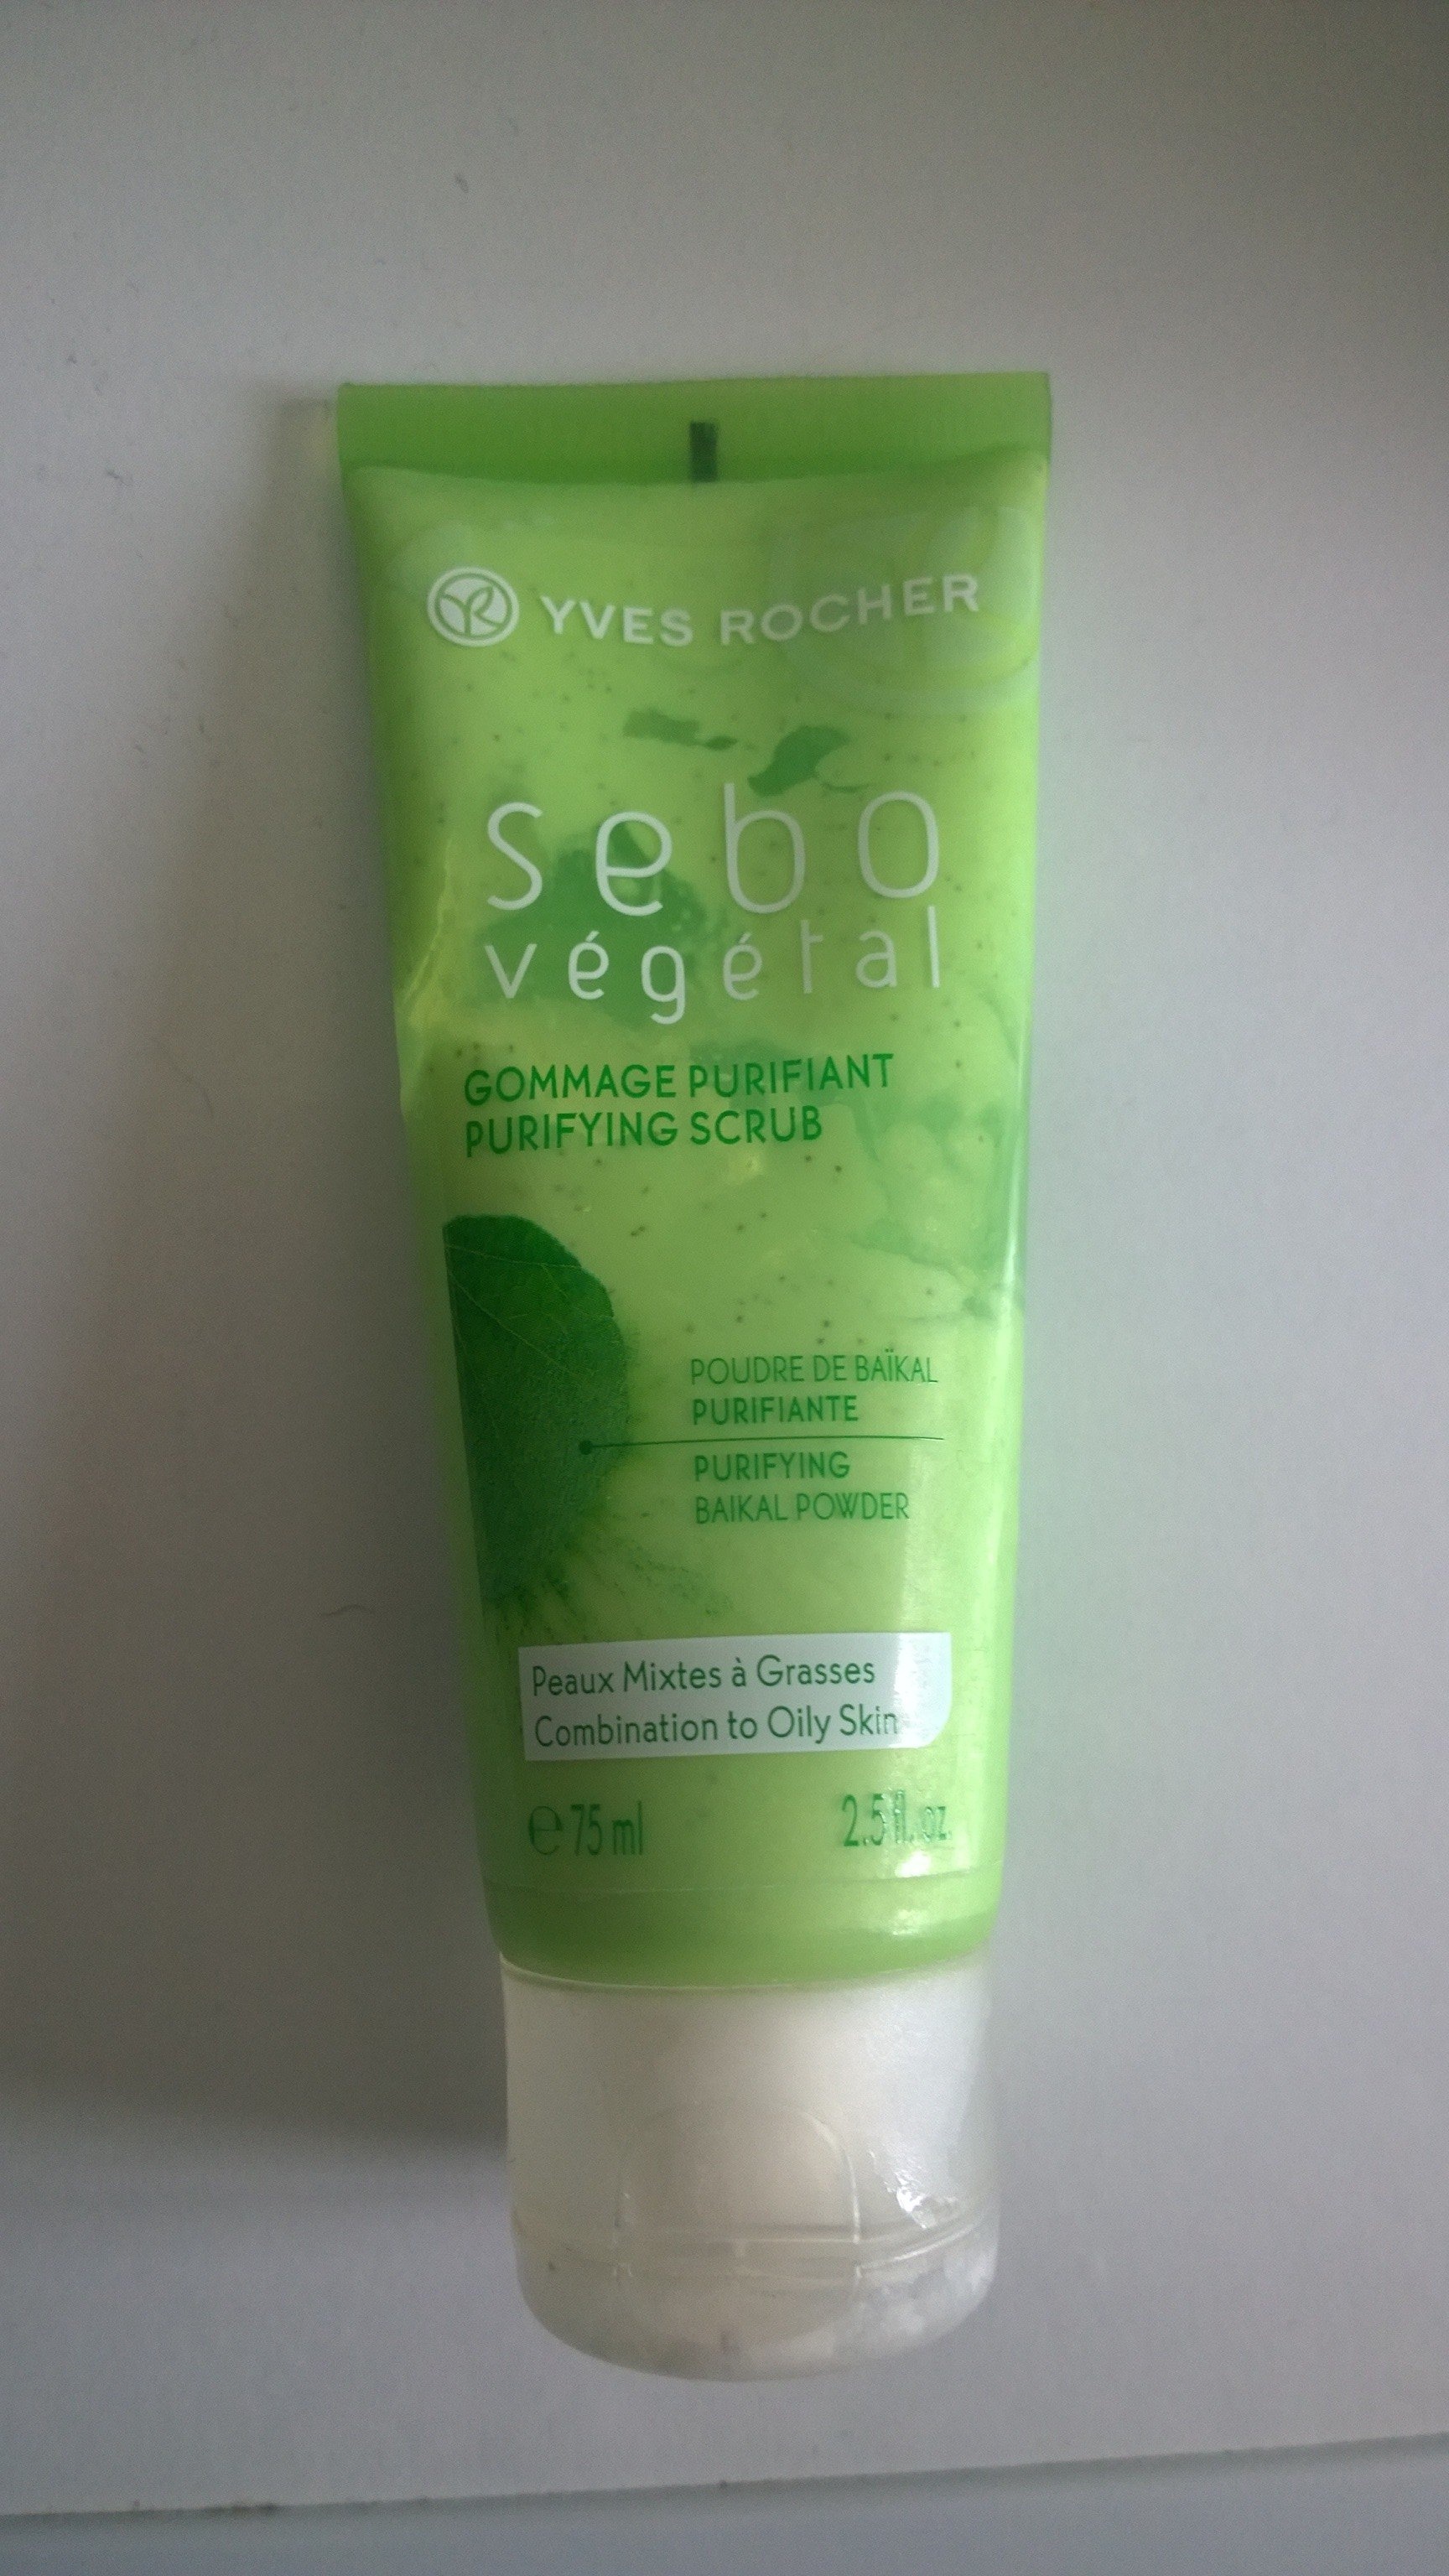 YVES ROCHER
sebo
végétal
GOMMAGE PURIFIANT
PURIFYING SCRUB
POUDRE DE BAÏKAL
PURIFIANTE
PURIFYING
BAIKAL POWDER
Peaux Mixtes à Grasses
Combination to Oily Skin
℮ 75 ml 2.5 fl. oz.